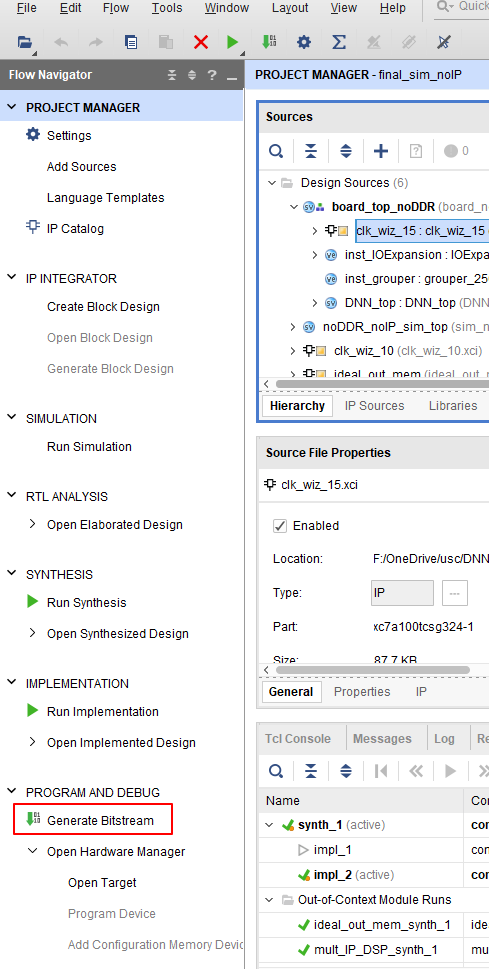 File Edit Flow Tools Window Layout View Help Quick Acc
Flow Navigator
PROJECT MANAGER
Settings
Add Sources
Language Templates
IP Catalog
IP INTEGRATOR
Create Block Design
Open Block Design
Generate Block Design
SIMULATION
Run Simulation
RTL ANALYSIS
Open Elaborated Design
SYNTHESIS
Run Synthesis
Open Synthesized Design
IMPLEMENTATION
Run Implementation
Open Implemented Design
PROGRAM AND DEBUG
Generate Bitstream
Open Hardware Manager
Open Target
Program Device
Add Configuration Memory Devic
PROJECT MANAGER - final_sim_noIP
Sources
0
Design Sources (6)
board_top_noDDR (board_n
clk_wiz_15 : clk_wiz_15
inst_IOExpansion : IOExpa
inst_grouper : grouper_25
DNN_top : DNN_top (DNN
noDDR_noIP_sim_top (sim_n
clk_wiz_10 (clk_wiz_10.xci)
ideal_out_mem (ideal_out_m
Hierarchy IP Sources Libraries
Source File Properties
clk_wiz_15.xci
Enabled
Location: F:/OneDrive/usc/DNN
Type: IP
Part: xc7a100tcsg324-1
Size: 87.7 KB
General Properties IP
Tcl Console Messages Log Re
Name Co
synth_1 (active) con
impl_1 con
impl_2 (active) con
Out-of-Context Module Runs
ideal_out_mem_synth_1 idea
mult_IP_DSP_synth_1 mu